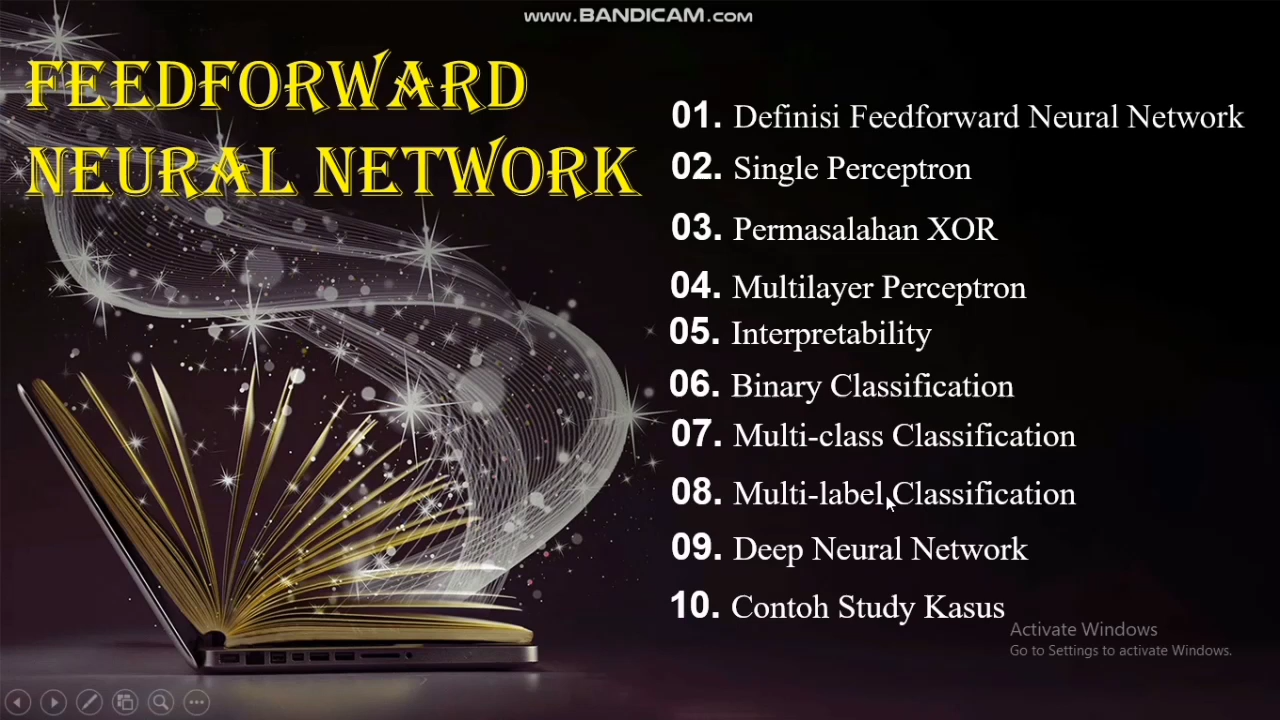 www.BANDICAM.com
FEEDFORWARD
NEURAL NETWORK
01. Definisi Feedforward Neural Network
02. Single Perceptron
03. Permasalahan XOR
04. Multilayer Perceptron
05. Interpretability
06. Binary Classification
07. Multi-class Classification
08. Multi-label Classification
09. Deep Neural Network
10. Contoh Study Kasus
Activate Windows
Go to Settings to activate Windows.